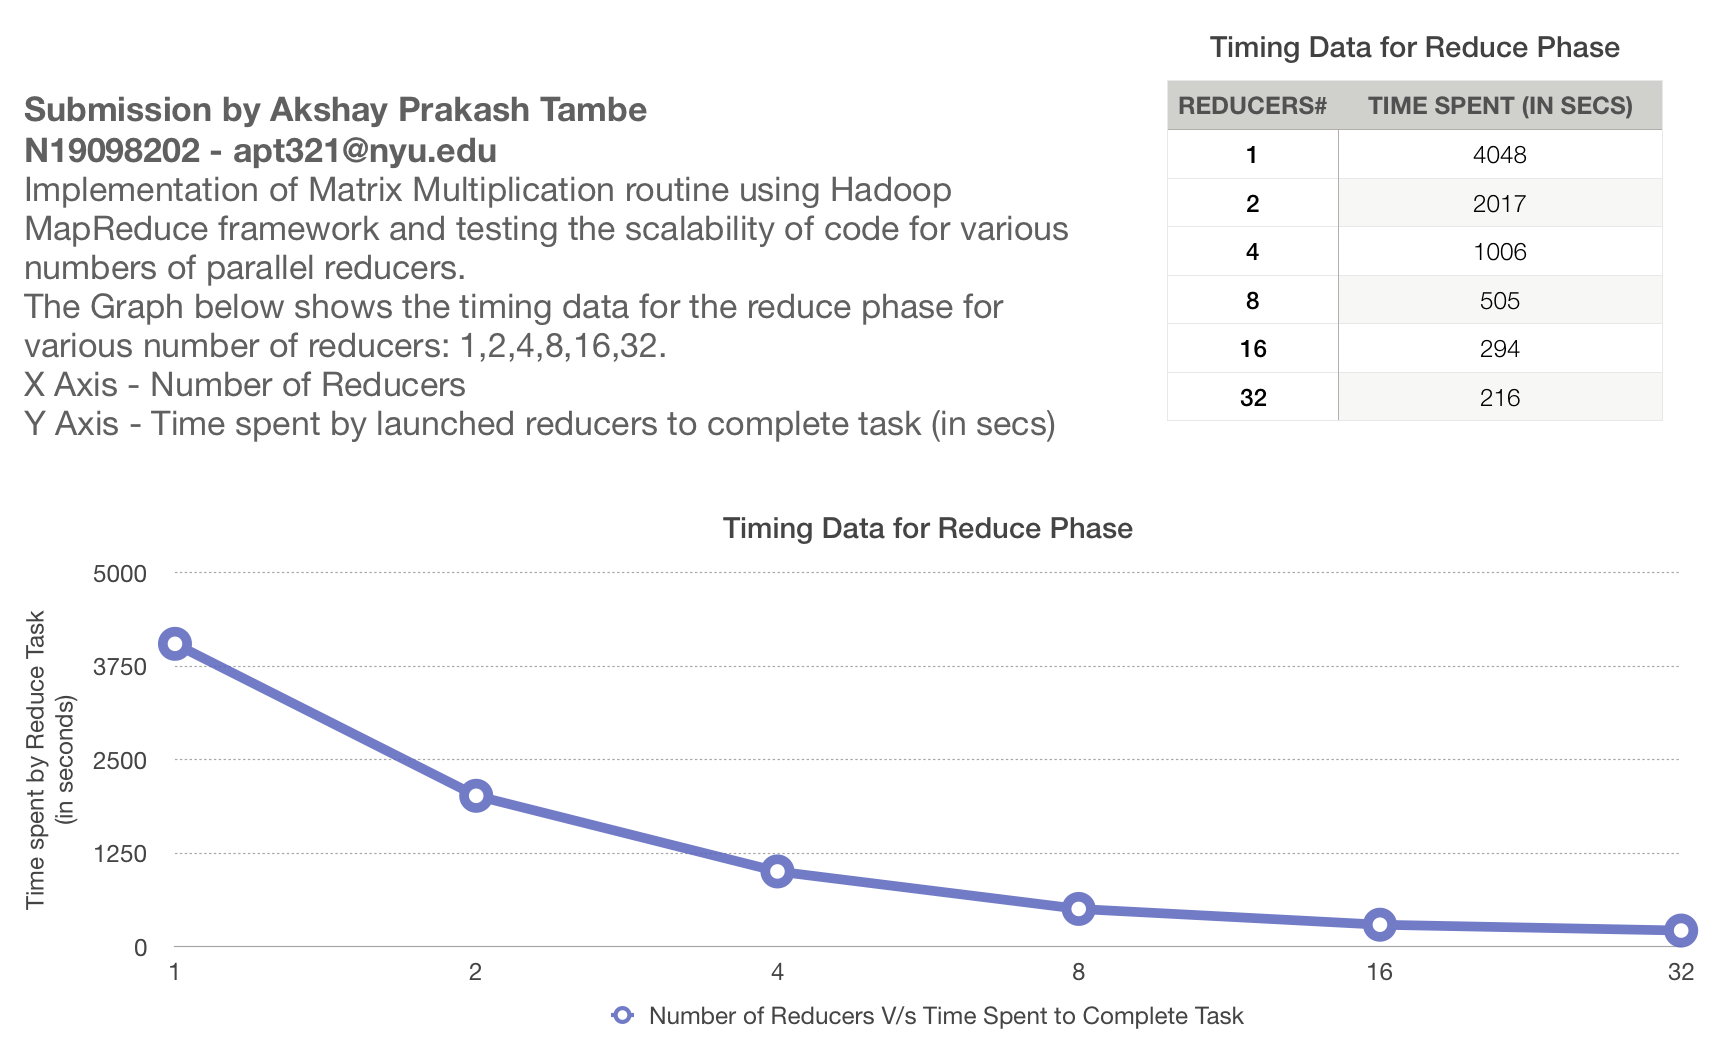 Submission by Akshay Prakash Tambe
N19098202 - apt321@nyu.edu
Implementation of Matrix Multiplication routine using Hadoop
MapReduce framework and testing the scalability of code for various
numbers of parallel reducers.
The Graph below shows the timing data for the reduce phase for
various number of reducers: 1,2,4,8,16,32.
X Axis - Number of Reducers
Y Axis - Time spent by launched reducers to complete task (in secs)
Timing Data for Reduce Phase
REDUCERS# TIME SPENT (IN SECS)
1 4048
2 2017
4 1006
8 505
16 294
32 216
Timing Data for Reduce Phase
Time spent by Reduce Task
(in seconds)
5000
3750
2500
1250
0
1 2 4 8 16 32
Number of Reducers V/s Time Spent to Complete Task